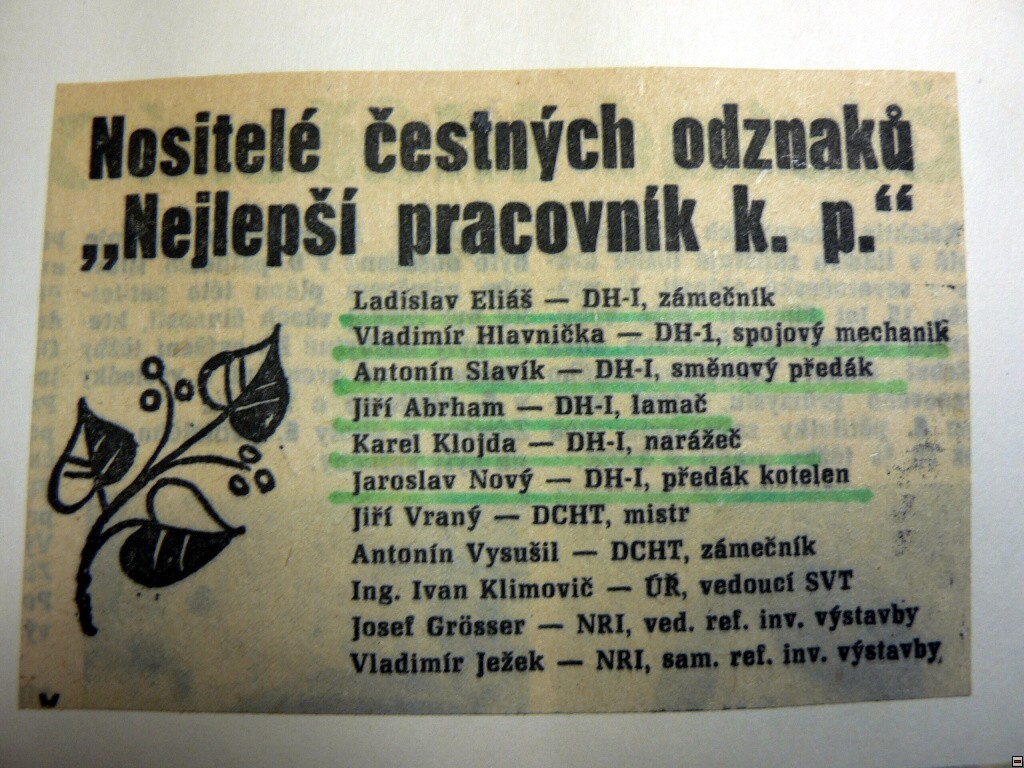 Nositelé čestných odznaků
„Nejlepší pracovník k. p.“
Ladislav Eliáš — DH-I, zámečník
Vladimír Hlavnička — DH-1, spojový mechanik
Antonín Slavík — DH-I, směnový předák
Jiří Abrham — DH-I, lamač
Karel Klojda — DH-I, narážeč
Jaroslav Nový — DH-I, předák kotelen
Jiří Vraný — DCHT, mistr
Antonín Vysušil — DCHT, zámečník
Ing. Ivan Klimovič — ÚŘ, vedoucí SVT
Josef Grösser — NRI, ved. ref. inv. výstavby
Vladimír Ježek — NRI, sam. ref. inv. výstavby